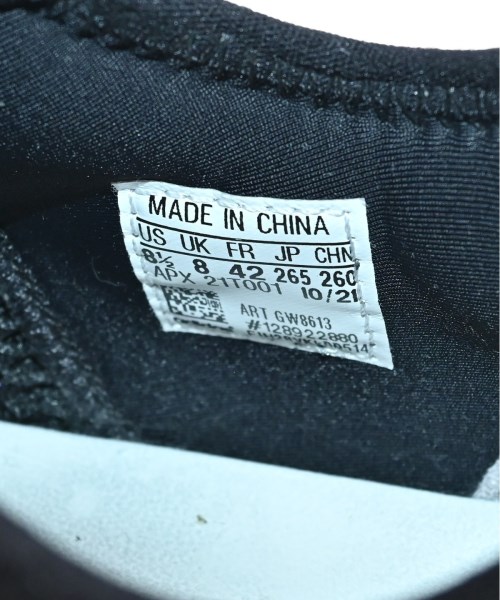 MADE IN CHINA
US UK FR JP CHN
8½ 8 42 265 260
APX 211001 10/21
ART GW8613
#128922880